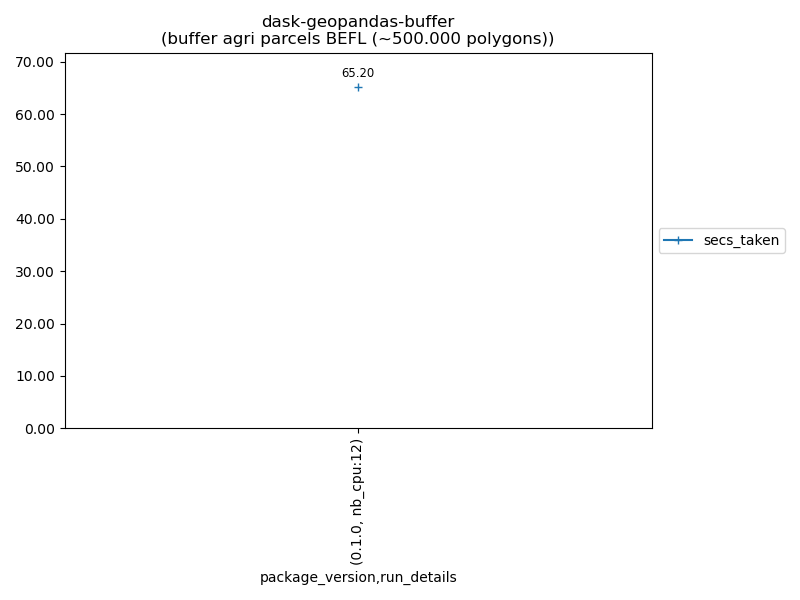 dask-geopandas-buffer
(buffer agri parcels BEFL (~500.000 polygons))
70.00
60.00
50.00
40.00
30.00
20.00
10.00
0.00
65.20
secs_taken
(0.1.0, nb_cpu:12)
package_version,run_details